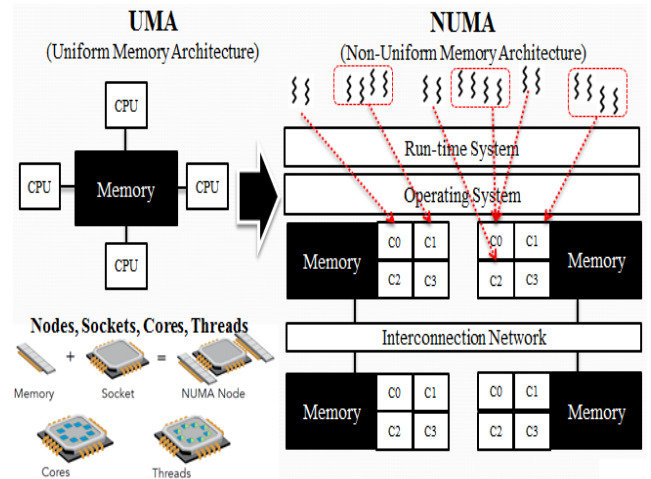 UMA
(Uniform Memory Architecture)
CPU
CPU
Memory
CPU
CPU
Nodes, Sockets, Cores, Threads
+
=
Memory
Socket
NUMA Node
Cores
Threads
NUMA
(Non-Uniform Memory Architecture)
Run-time System
Operating System
Memory
C0 C1
C2 C3
C0 C1
C2 C3
Memory
Interconnection Network
Memory
C0 C1
C2 C3
C0 C1
C2 C3
Memory